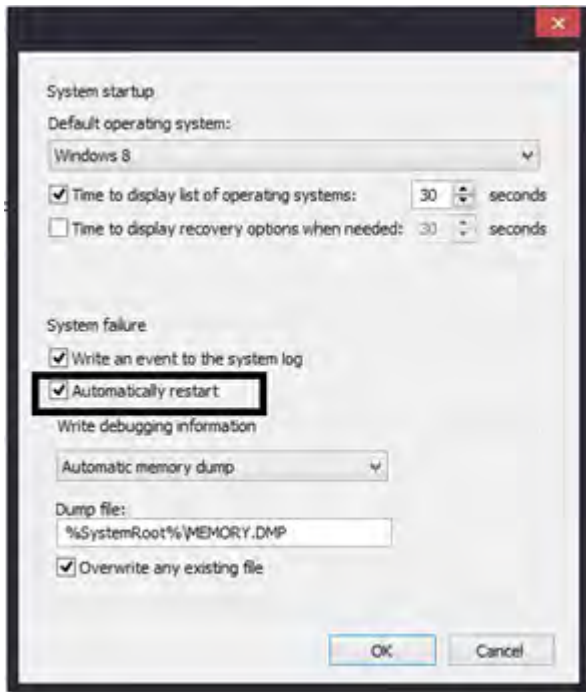 System startup
Default operating system:
Windows 8
Time to display list of operating systems: 30 seconds
Time to display recovery options when needed: 30 seconds
System failure
Write an event to the system log
Automatically restart
Write debugging information
Automatic memory dump
Dump file:
%SystemRoot%\MEMORY.DMP
Overwrite any existing file
OK Cancel